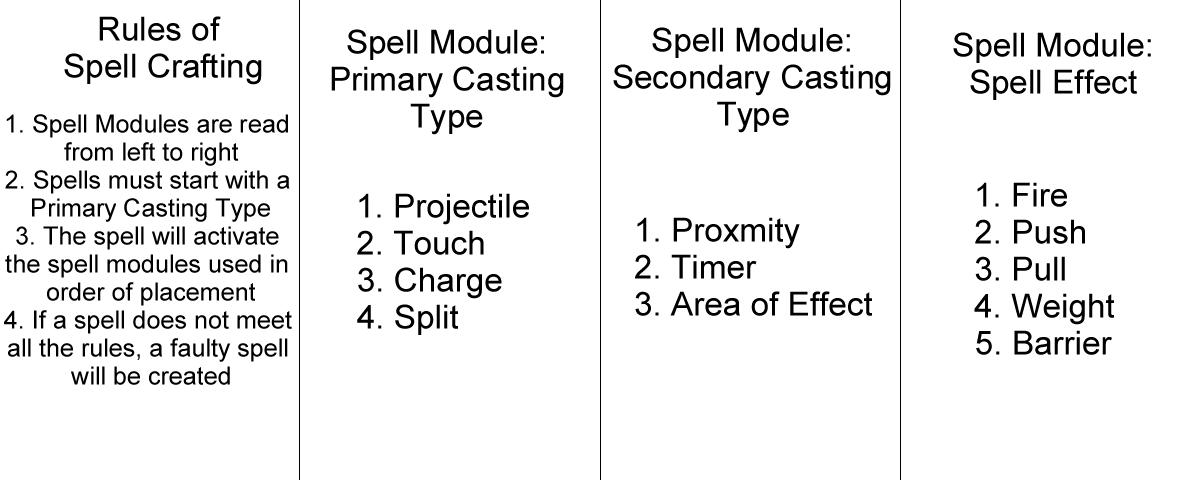 Rules of
Spell Crafting
1. Spell Modules are read
from left to right
2. Spells must start with a
Primary Casting Type
3. The spell will activate
the spell modules used in
order of placement
4. If a spell does not meet
all the rules, a faulty spell
will be created
Spell Module:
Primary Casting
Type
1. Projectile
2. Touch
3. Charge
4. Split
Spell Module:
Secondary Casting
Type
1. Proxmity
2. Timer
3. Area of Effect
Spell Module:
Spell Effect
1. Fire
2. Push
3. Pull
4. Weight
5. Barrier